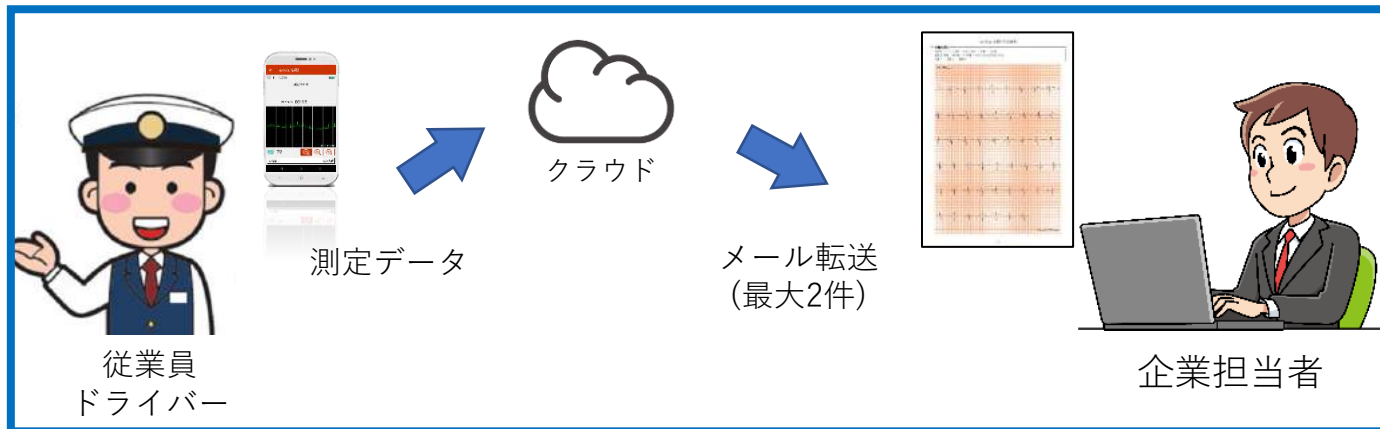 測定データ
クラウド
メール転送
(最大2件)
従業員
ドライバー
企業担当者